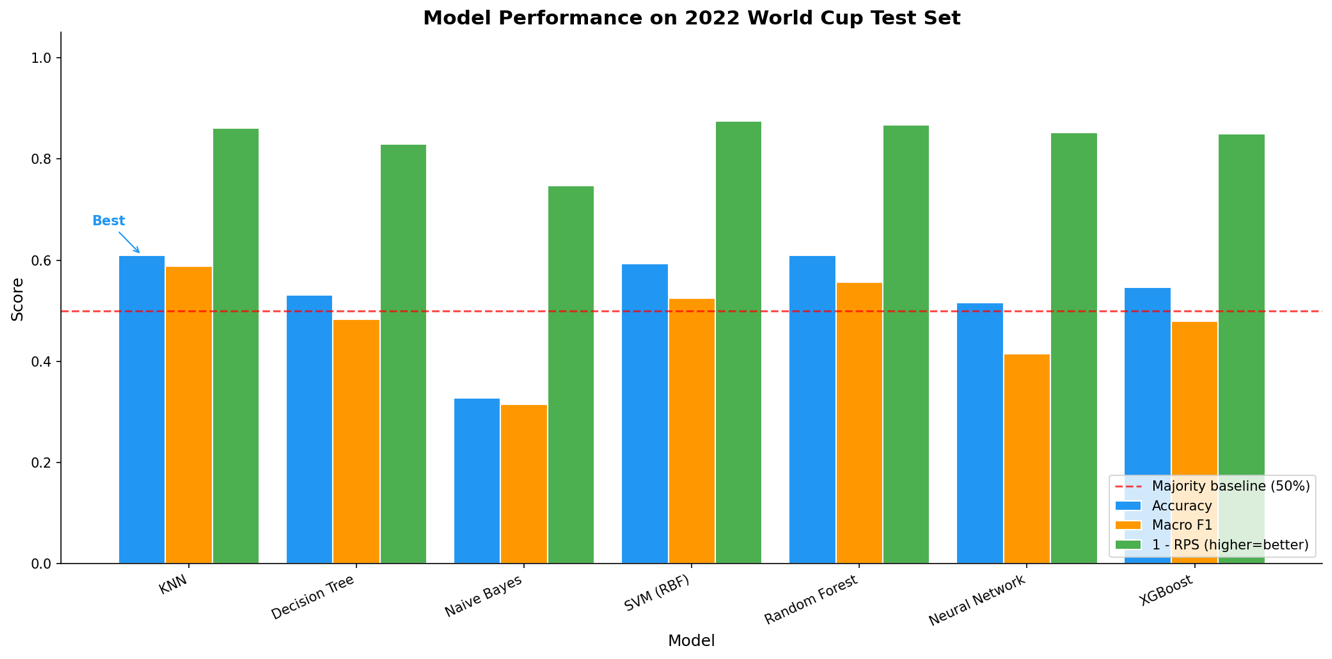 Model Performance on 2022 World Cup Test Set
1.0
0.8
0.6
0.4
0.2
0.0
Score
Best
Majority baseline (50%)
Accuracy
Macro F1
1 - RPS (higher=better)
KNN
Decision Tree
Naive Bayes
SVM (RBF)
Random Forest
Neural Network
XGBoost
Model